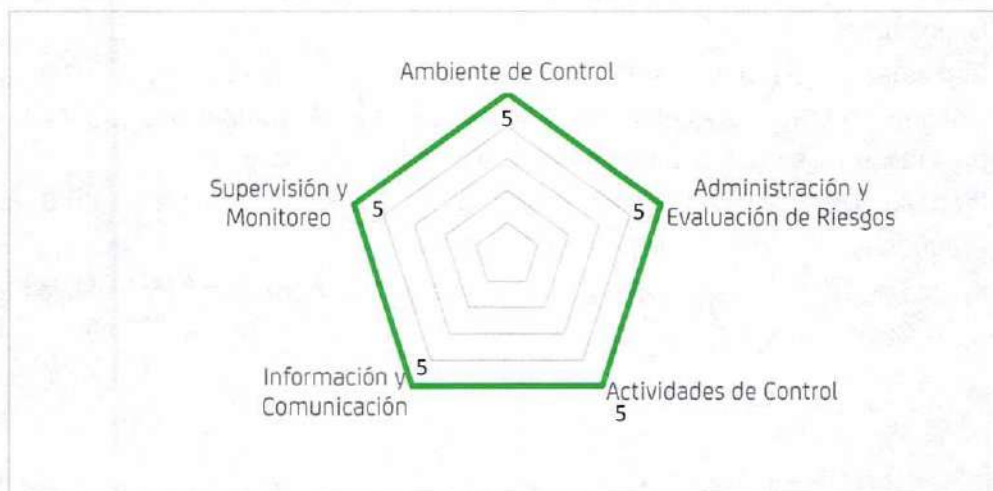 Ambiente de Control
5
Supervisión y
Monitoreo
5
5
Administración y
Evaluación de Riesgos
5
Información y
Comunicación
Actividades de Control
5